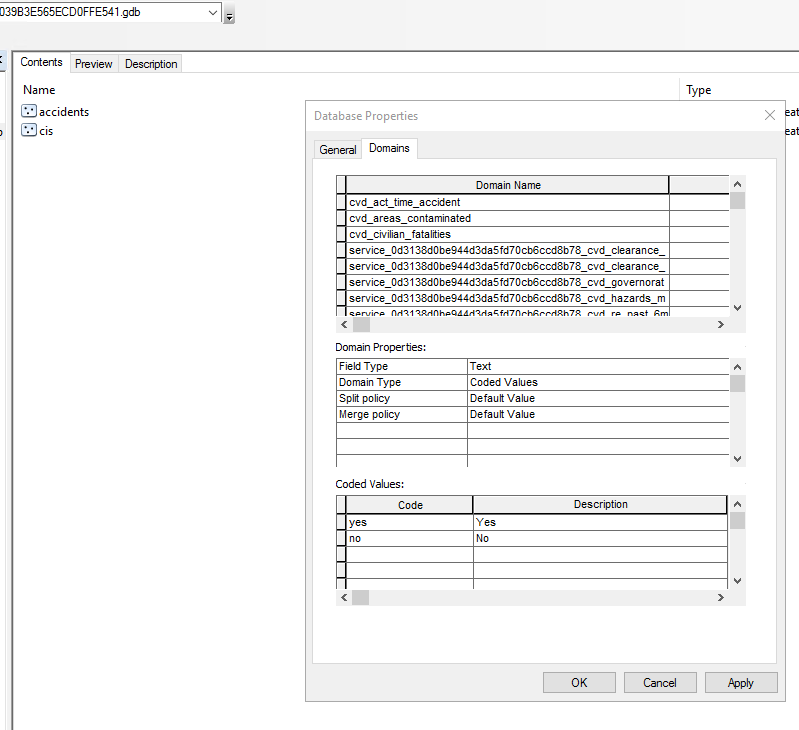 039B3E565ECD0FFE541.gdb
Contents Preview Description
Name Type
accidents
cis
Database Properties
General Domains
Domain Name
cvd_act_time_accident
cvd_areas_contaminated
cvd_civilian_fatalities
service_0d3138d0be944d3da5fd70cb6ccd8b78_cvd_clearance_
service_0d3138d0be944d3da5fd70cb6ccd8b78_cvd_clearance_
service_0d3138d0be944d3da5fd70cb6ccd8b78_cvd_governorat
service_0d3138d0be944d3da5fd70cb6ccd8b78_cvd_hazards_m
service_0d3138d0be944d3da5fd70cb6ccd8b78_cvd_re_past_6m
Domain Properties:
Field Type Text
Domain Type Coded Values
Split policy Default Value
Merge policy Default Value
Coded Values:
Code Description
yes Yes
no No
OK Cancel Apply